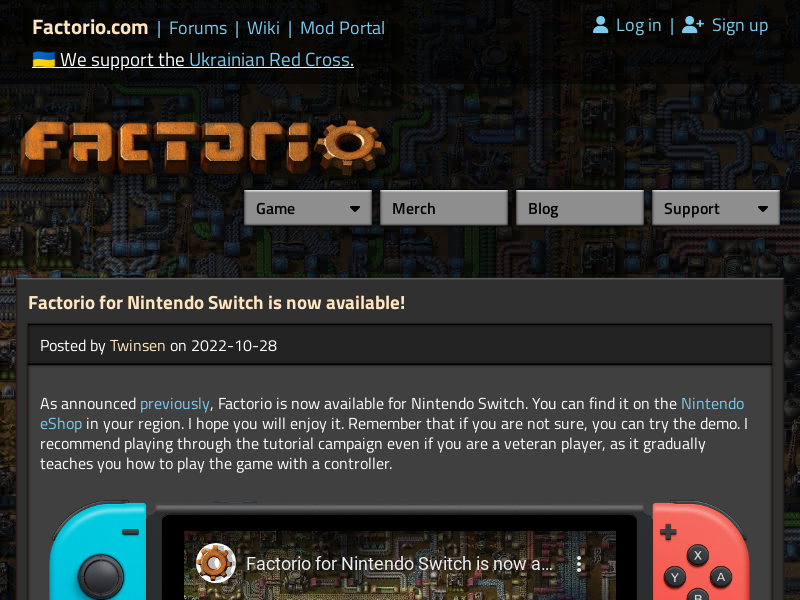 Factorio.com | Forums | Wiki | Mod Portal
Log in | Sign up
🇺🇦 We support the Ukrainian Red Cross.
FACTORIO
Game
Merch
Blog
Support
Factorio for Nintendo Switch is now available!
Posted by Twinsen on 2022-10-28
As announced previously, Factorio is now available for Nintendo Switch. You can find it on the Nintendo
eShop in your region. I hope you will enjoy it. Remember that if you are not sure, you can try the demo. I
recommend playing through the tutorial campaign even if you are a veteran player, as it gradually
teaches you how to play the game with a controller.
Factorio for Nintendo Switch is now a...
X
Y
A
B